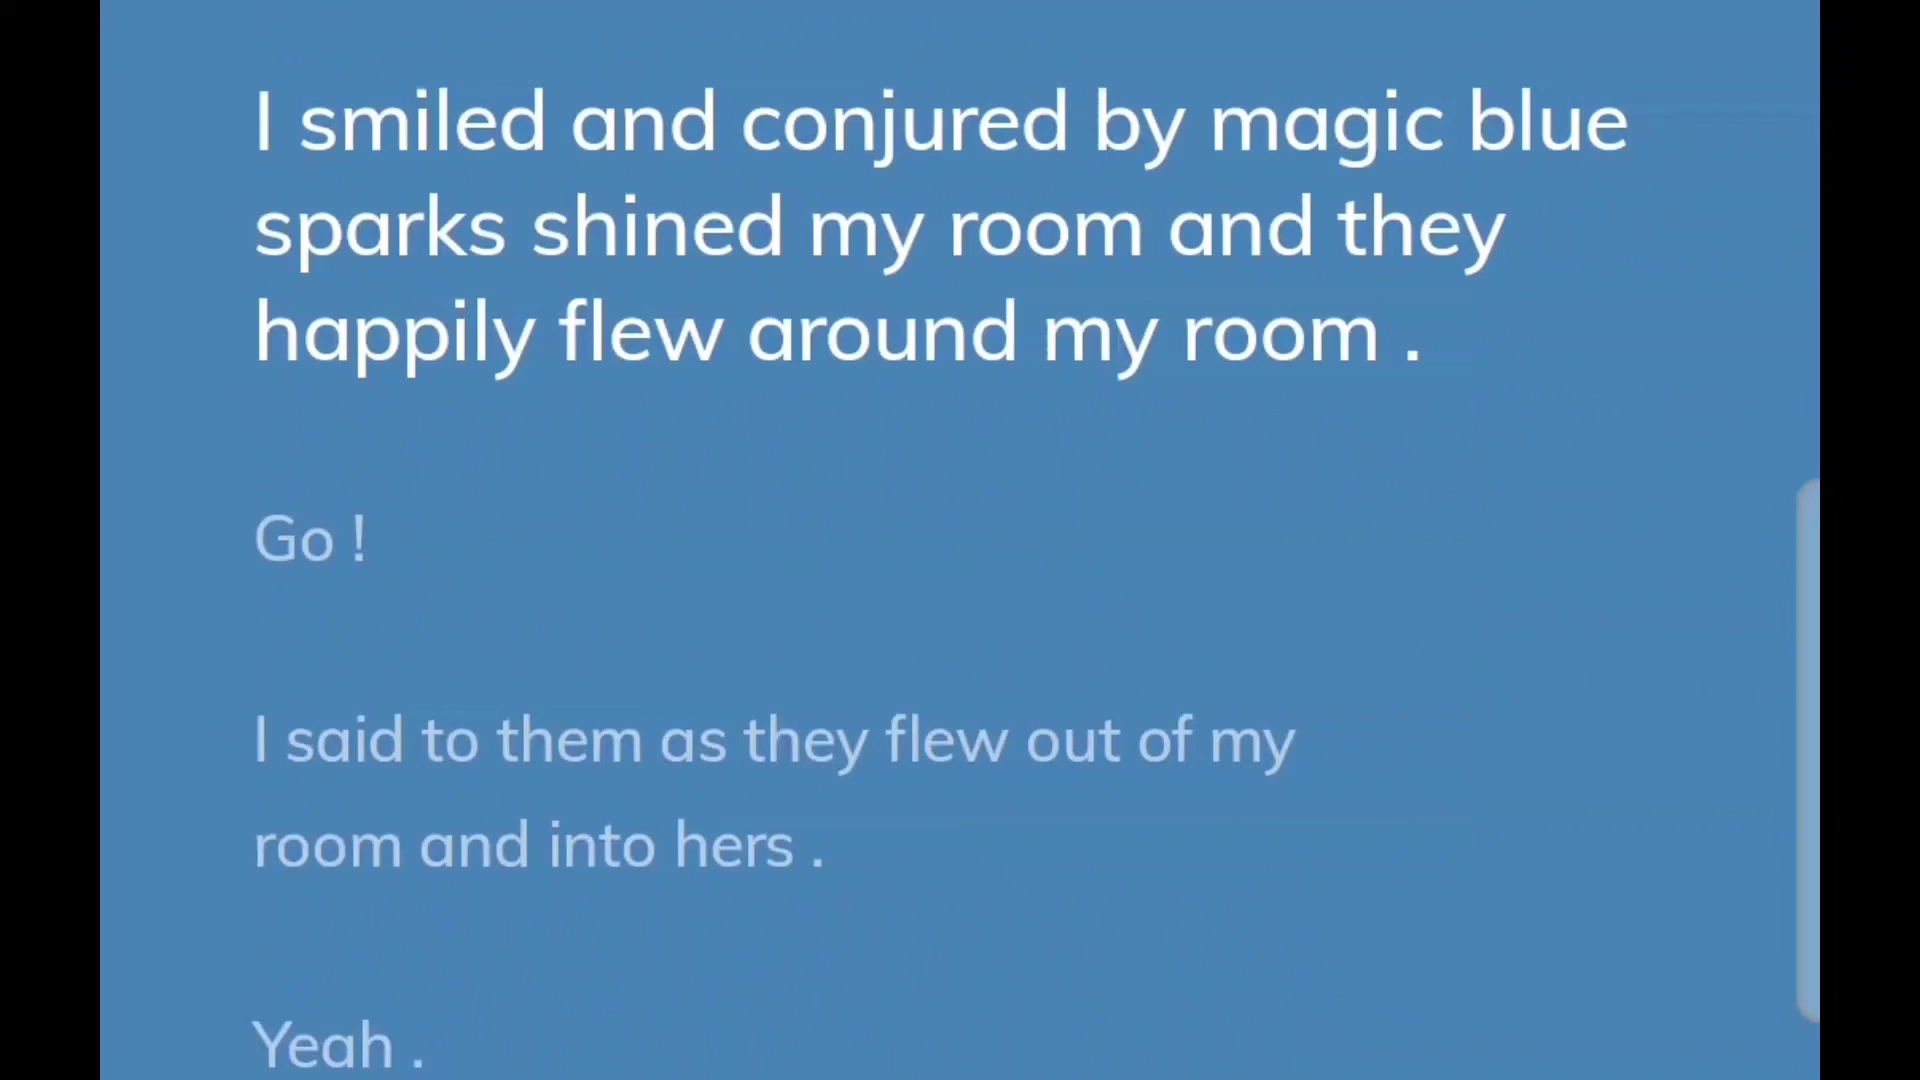 I smiled and conjured by magic blue
sparks shined my room and they
happily flew around my room .
Go !
I said to them as they flew out of my
room and into hers .
Yeah .